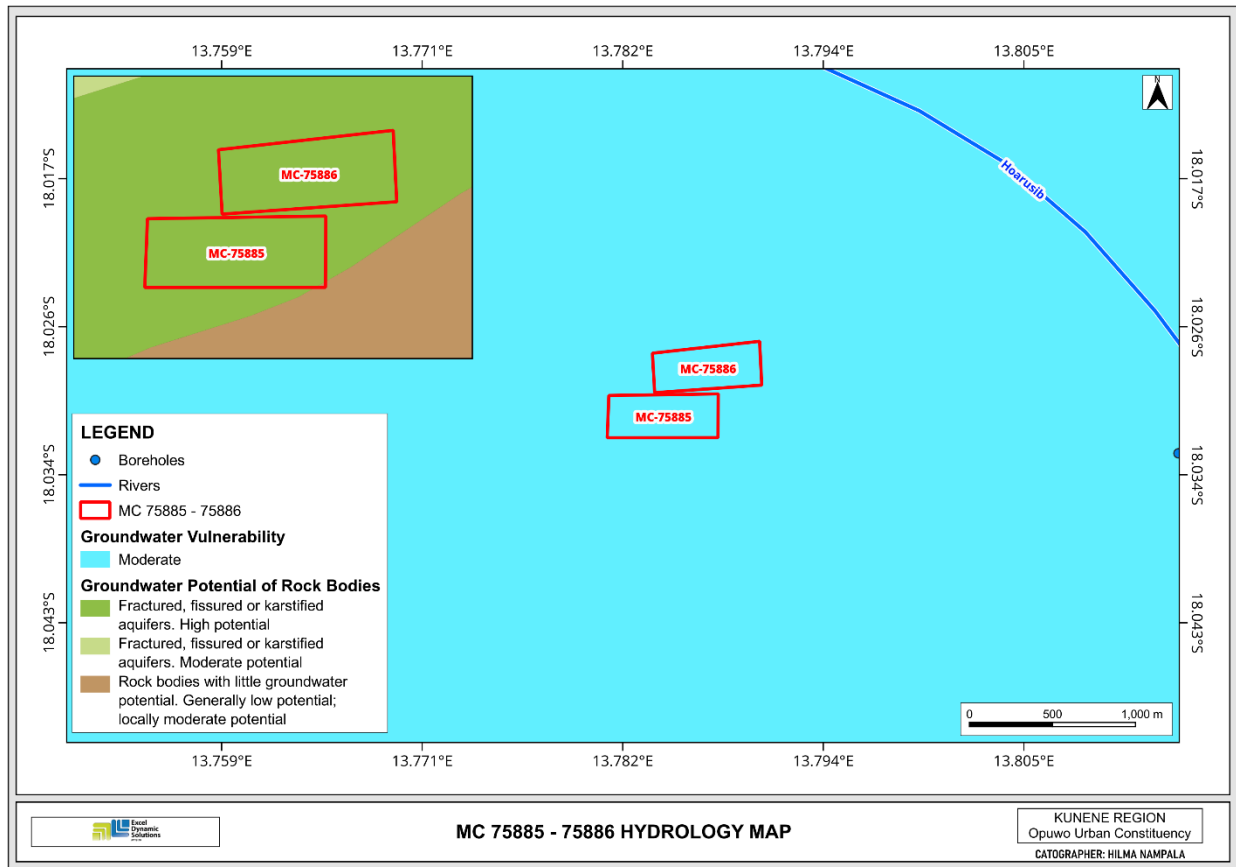 13.759°E
13.771°E
13.782°E
13.794°E
13.805°E
N
18.017°S
18.017°S
MC-75886
MC-75885
Hoarusib
18.026°S
18.026°S
MC-75886
MC-75885
18.034°S
18.034°S
18.043°S
18.043°S
LEGEND
Boreholes
Rivers
MC 75885 - 75886
Groundwater Vulnerability
Moderate
Groundwater Potential of Rock Bodies
Fractured, fissured or karstified
aquifers. High potential
Fractured, fissured or karstified
aquifers. Moderate potential
Rock bodies with little groundwater
potential. Generally low potential;
locally moderate potential
0 500 1,000 m
13.759°E
13.771°E
13.782°E
13.794°E
13.805°E
Excel
Dynamic
Solutions
MC 75885 - 75886 HYDROLOGY MAP
KUNENE REGION
Opuwo Urban Constituency
CATOGRAPHER: HILMA NAMPALA